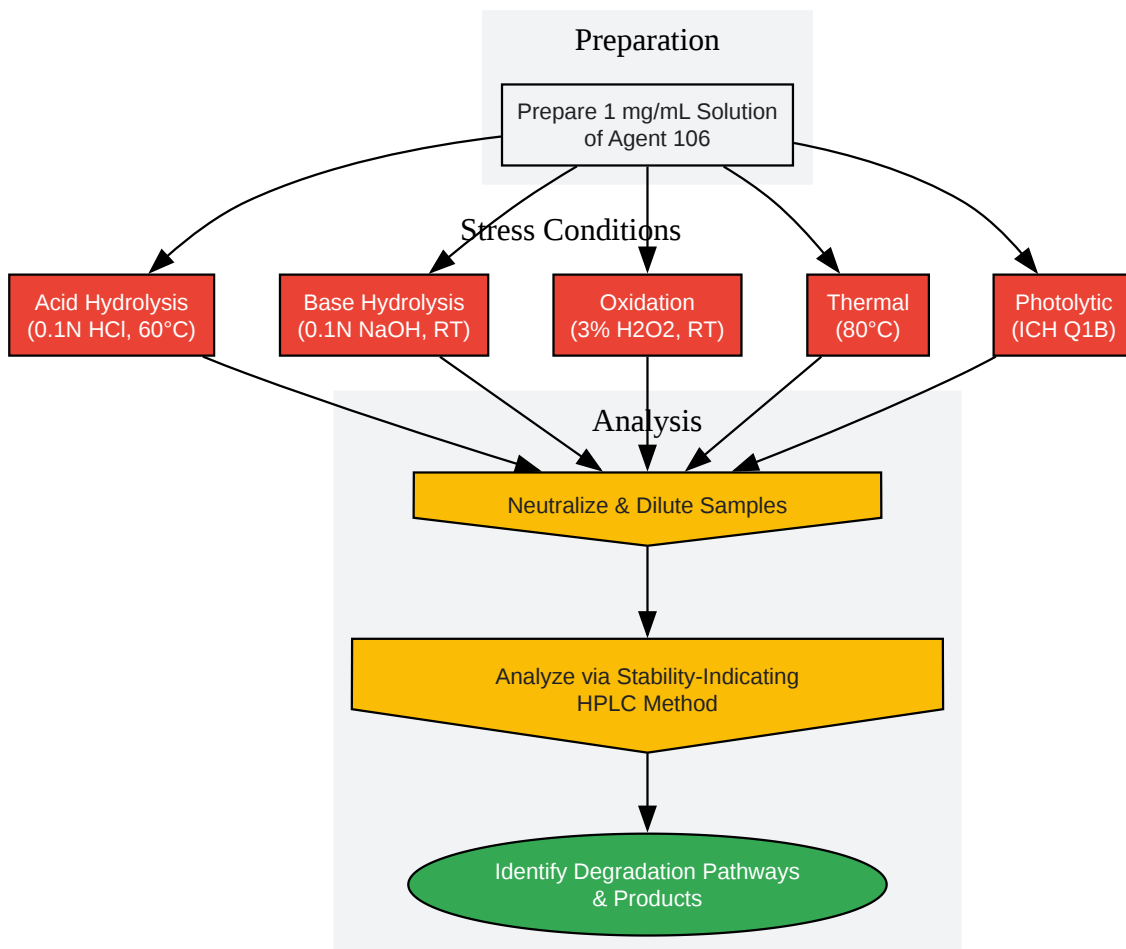 Preparation
Prepare 1 mg/mL Solution
of Agent 106
Stress Conditions
Acid Hydrolysis
(0.1N HCl, 60°C)
Base Hydrolysis
(0.1N NaOH, RT)
Oxidation
(3% H2O2, RT)
Thermal
(80°C)
Photolytic
(ICH Q1B)
Analysis
Neutralize & Dilute Samples
Analyze via Stability-Indicating
HPLC Method
Identify Degradation Pathways
& Products